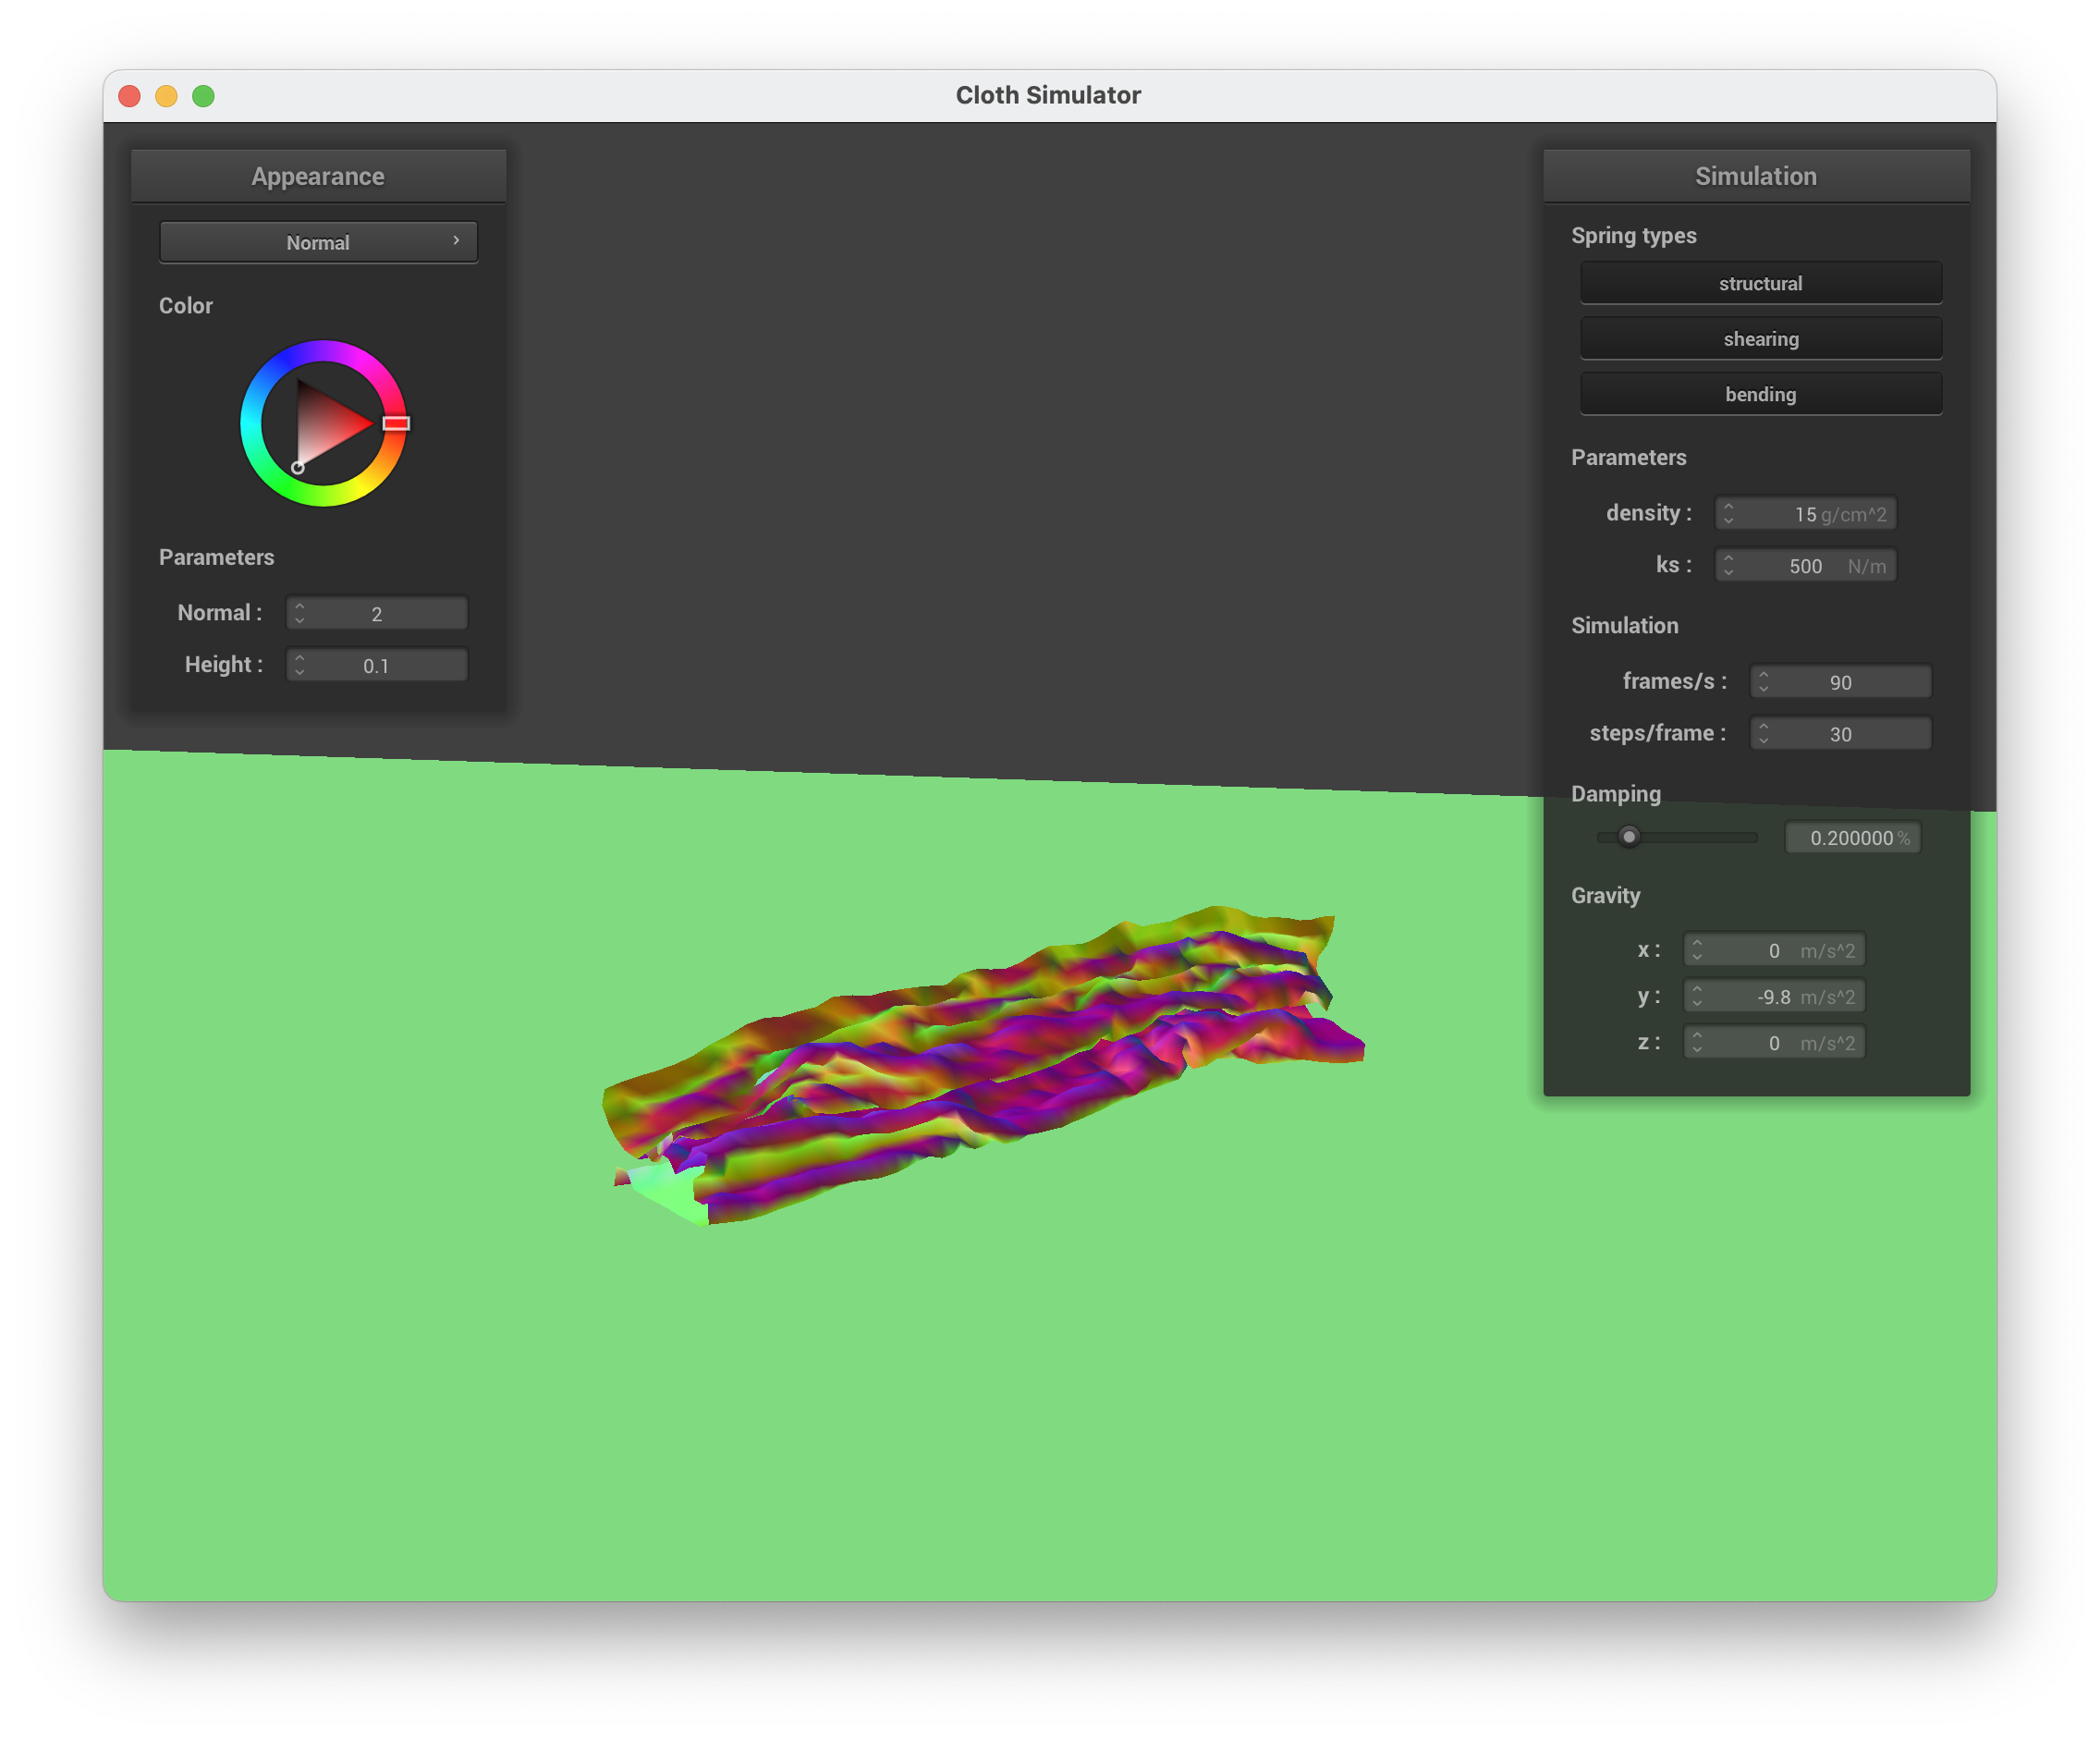 Cloth Simulator
Appearance
Normal
Color
Parameters
Normal : 2
Height : 0.1
Simulation
Spring types
structural
shearing
bending
Parameters
density : 15 g/cm^2
ks : 500 N/m
Simulation
frames/s : 90
steps/frame : 30
Damping
0.200000 %
Gravity
x : 0 m/s^2
y : -9.8 m/s^2
z : 0 m/s^2